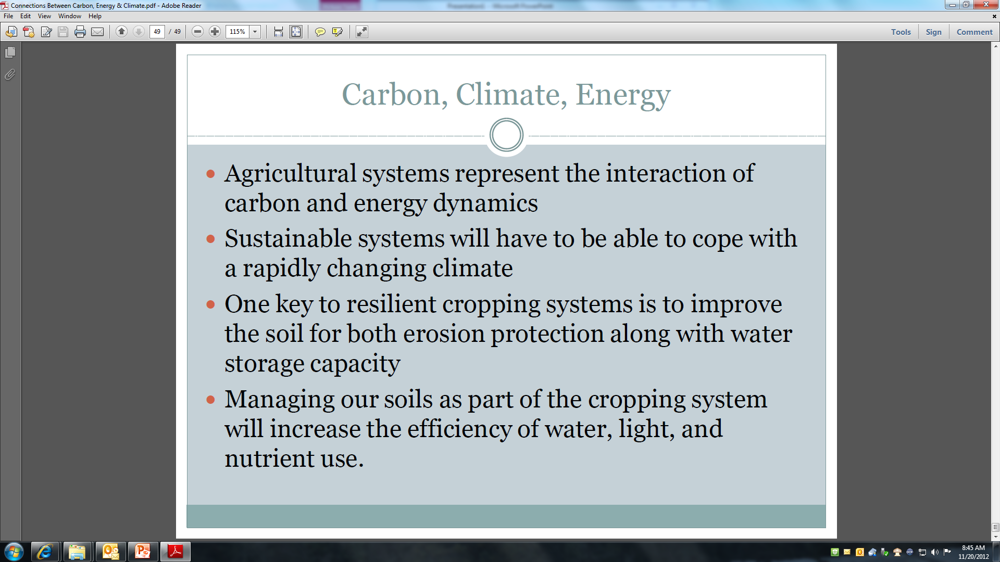 Connections Between Carbon, Energy & Climate.pdf - Adobe Reader
Presentation1 - Microsoft PowerPoint
File Edit View Window Help
49 / 49 115% Tools Sign Comment
Carbon, Climate, Energy
Agricultural systems represent the interaction of
carbon and energy dynamics
Sustainable systems will have to be able to cope with
a rapidly changing climate
One key to resilient cropping systems is to improve
the soil for both erosion protection along with water
storage capacity
Managing our soils as part of the cropping system
will increase the efficiency of water, light, and
nutrient use.
8:45 AM
11/20/2012